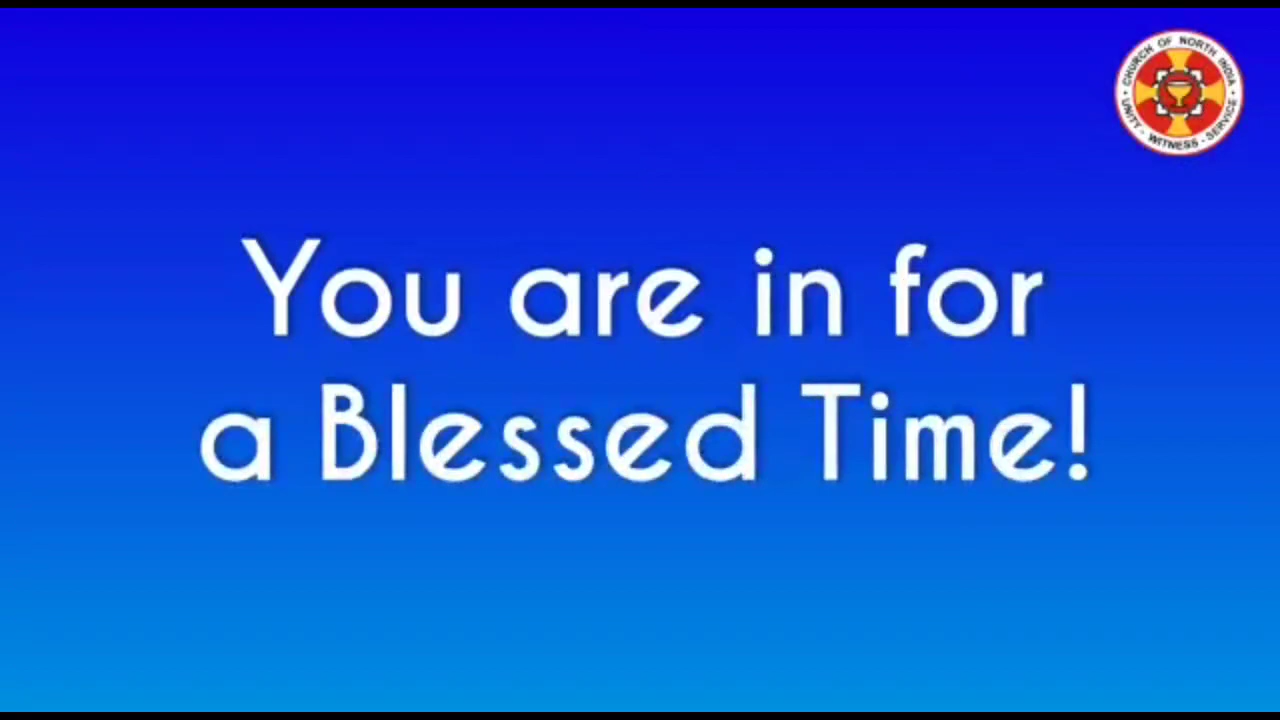 CHURCH OF NORTH INDIA
UNITY - WITNESS - SERVICE
You are in for
a Blessed Time!